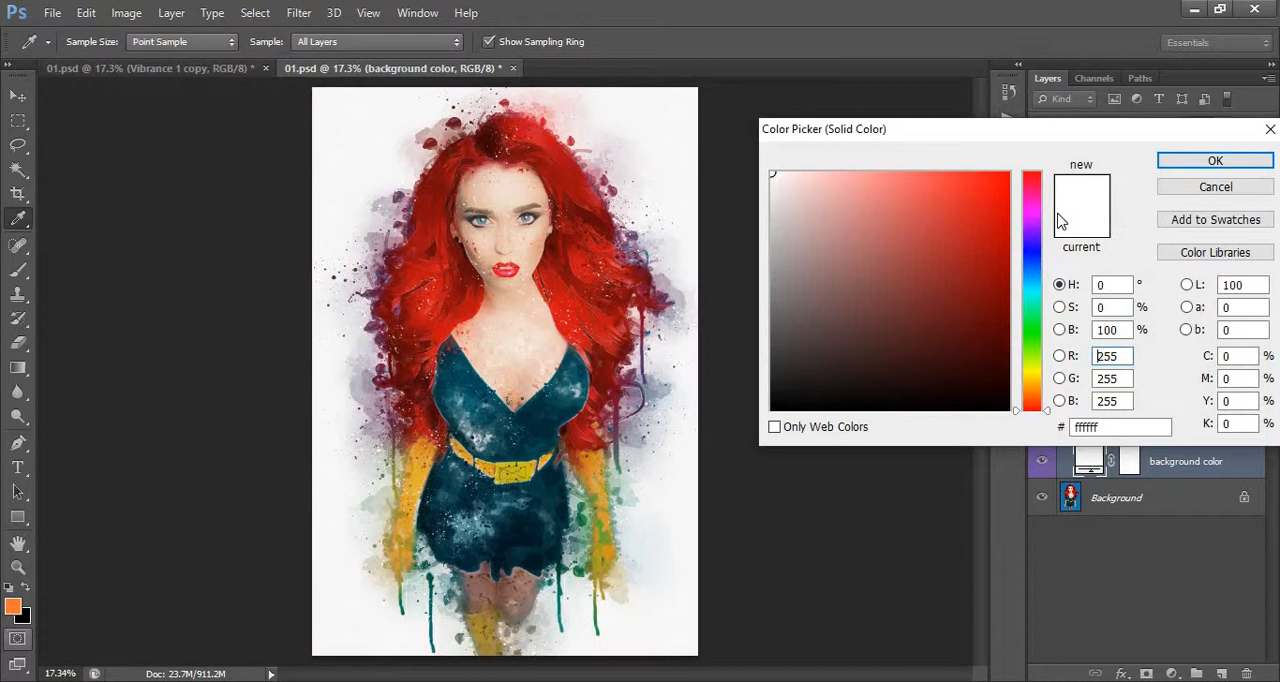 Ps File Edit Image Layer Type Select Filter 3D View Window Help
Sample Size: Point Sample Sample: All Layers Show Sampling Ring Essentials
01.psd @ 17.3% (Vibrance 1 copy, RGB/8) * × 01.psd @ 17.3% (background color, RGB/8) * ×
Layers Channels Paths
Kind
Color Picker (Solid Color)
new
current
OK
Cancel
Add to Swatches
Color Libraries
H: 0 ° L: 100
S: 0 % a: 0
B: 100 % b: 0
R: 255 C: 0 %
G: 255 M: 0 %
B: 255 Y: 0 %
# ffffff K: 0 %
Only Web Colors
background color
Background
17.34% Doc: 23.7M/911.2M